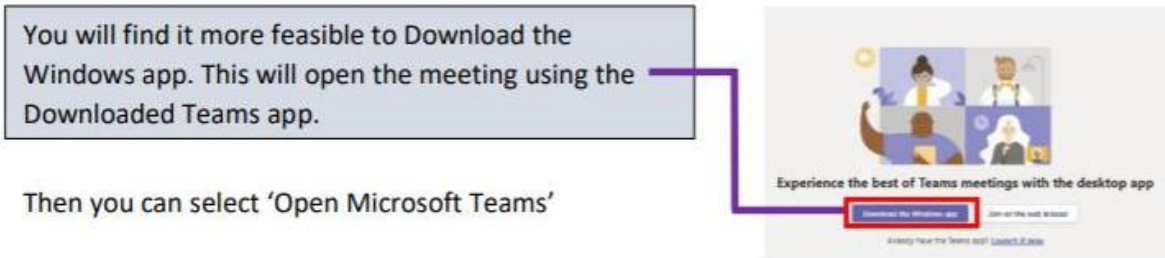 You will find it more feasible to Download the
Windows app. This will open the meeting using the
Downloaded Teams app.
Then you can select ‘Open Microsoft Teams’
Experience the best of Teams meetings with the desktop app
Download the Windows app
Join on the web instead
Already have the Teams app? Launch it now